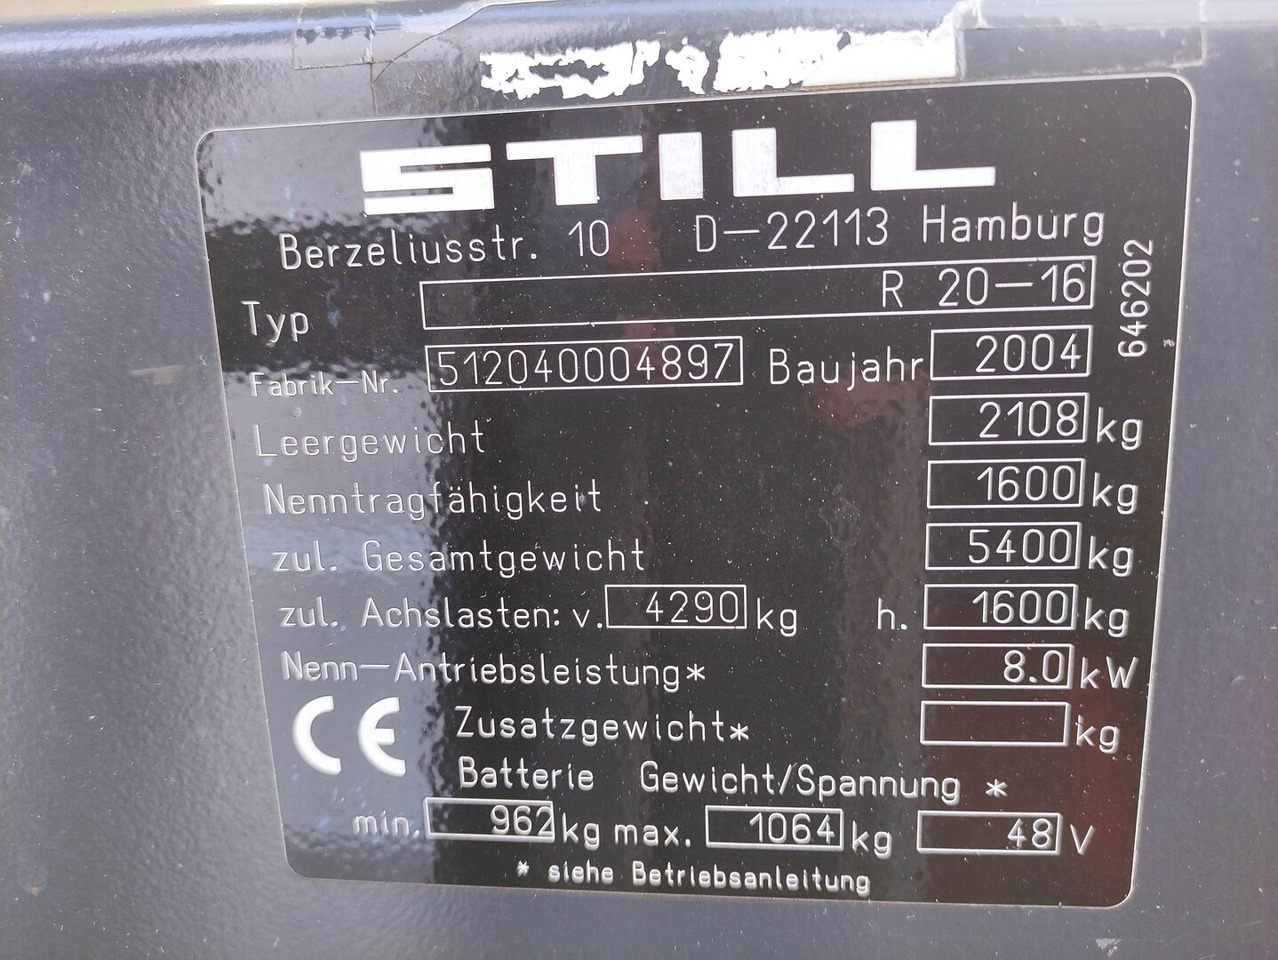 STILL
Berzeliusstr. 10 D-22113 Hamburg
Typ R 20-16
646202
Fabrik-Nr. 512040004897 Baujahr 2004
Leergewicht 2108 kg
Nenntragfähigkeit 1600 kg
zul. Gesamtgewicht 5400 kg
zul. Achslasten: v. 4290 kg h. 1600 kg
Nenn-Antriebsleistung* 8.0 kW
CE
Zusatzgewicht* kg
Batterie Gewicht/Spannung *
min. 962 kg max. 1064 kg 48 V
* siehe Betriebsanleitung